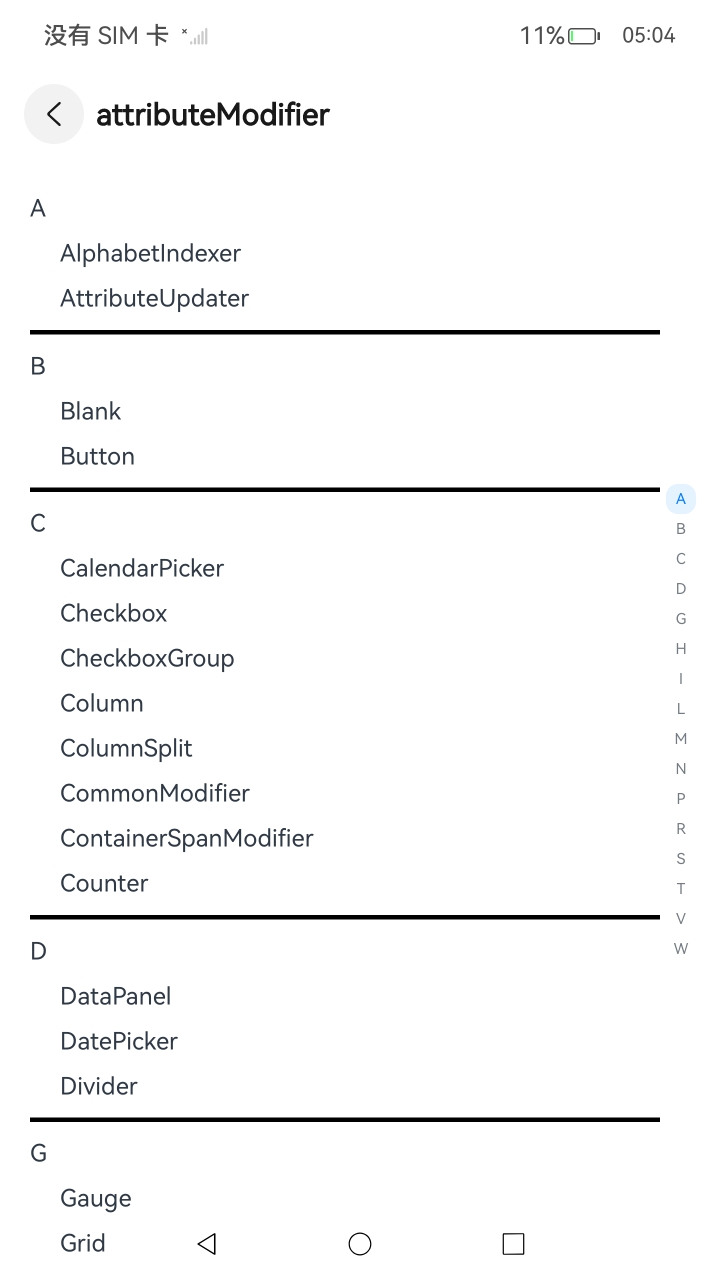 没有 SIM 卡 11% 05:04
attributeModifier
A
AlphabetIndexer
AttributeUpdater
B
Blank
Button
C
CalendarPicker
Checkbox
CheckboxGroup
Column
ColumnSplit
CommonModifier
ContainerSpanModifier
Counter
D
DataPanel
DatePicker
Divider
G
Gauge
Grid
A
B
C
D
G
H
I
L
M
N
P
R
S
T
V
W